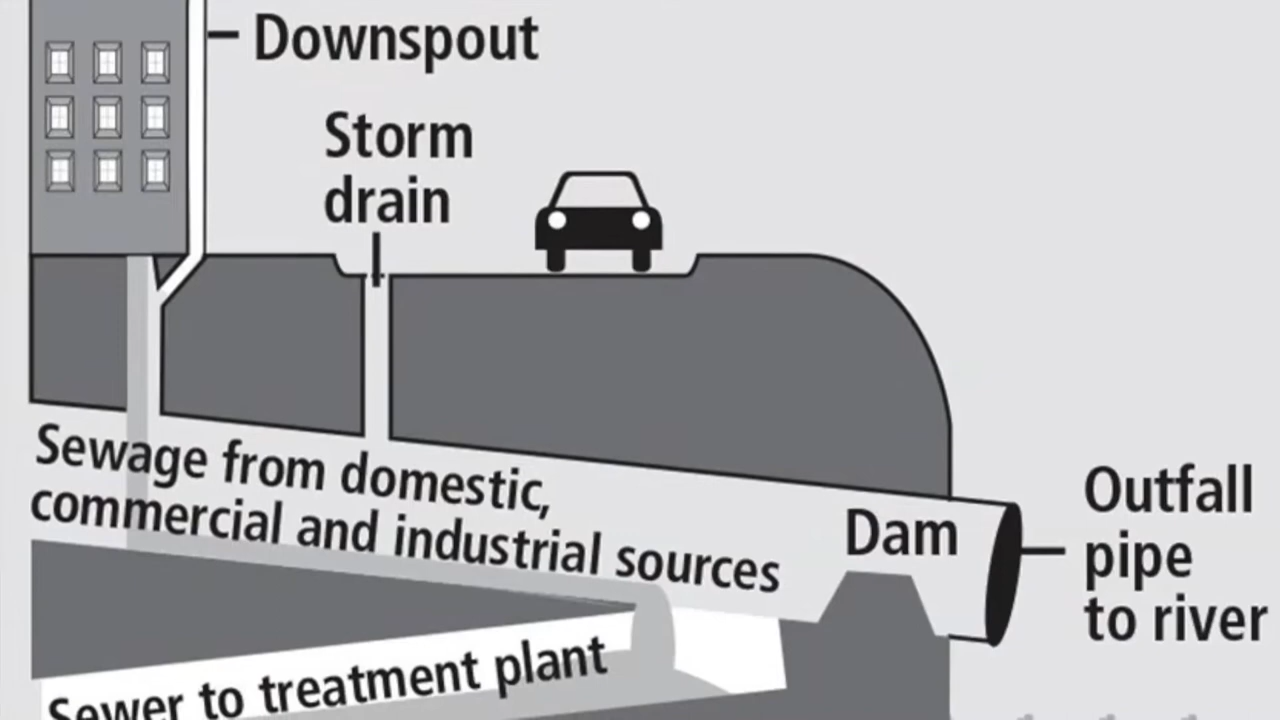 Downspout
Storm
drain
Sewage from domestic,
commercial and industrial sources
Dam
Outfall
pipe
to river
Sewer to treatment plant